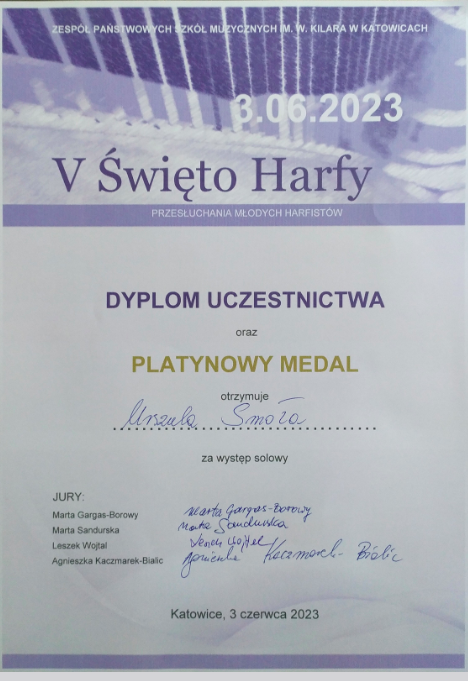 ZESPÓŁ PAŃSTWOWYCH SZKÓŁ MUZYCZNYCH IM. W. KILARA W KATOWICACH
3.06.2023
V Święto Harfy
PRZESŁUCHANIA MŁODYCH HARFISTÓW
DYPLOM UCZESTNICTWA
oraz
PLATYNOWY MEDAL
otrzymuje
Urszula Smoła
za występ solowy
JURY:
Marta Gargas-Borowy Marta Gargas-Borowy
Marta Sandurska Marta Sandurska
Leszek Wojtal Leszek Wojtal
Agnieszka Kaczmarek-Bialic Agnieszka Kaczmarek-Bialic
Katowice, 3 czerwca 2023